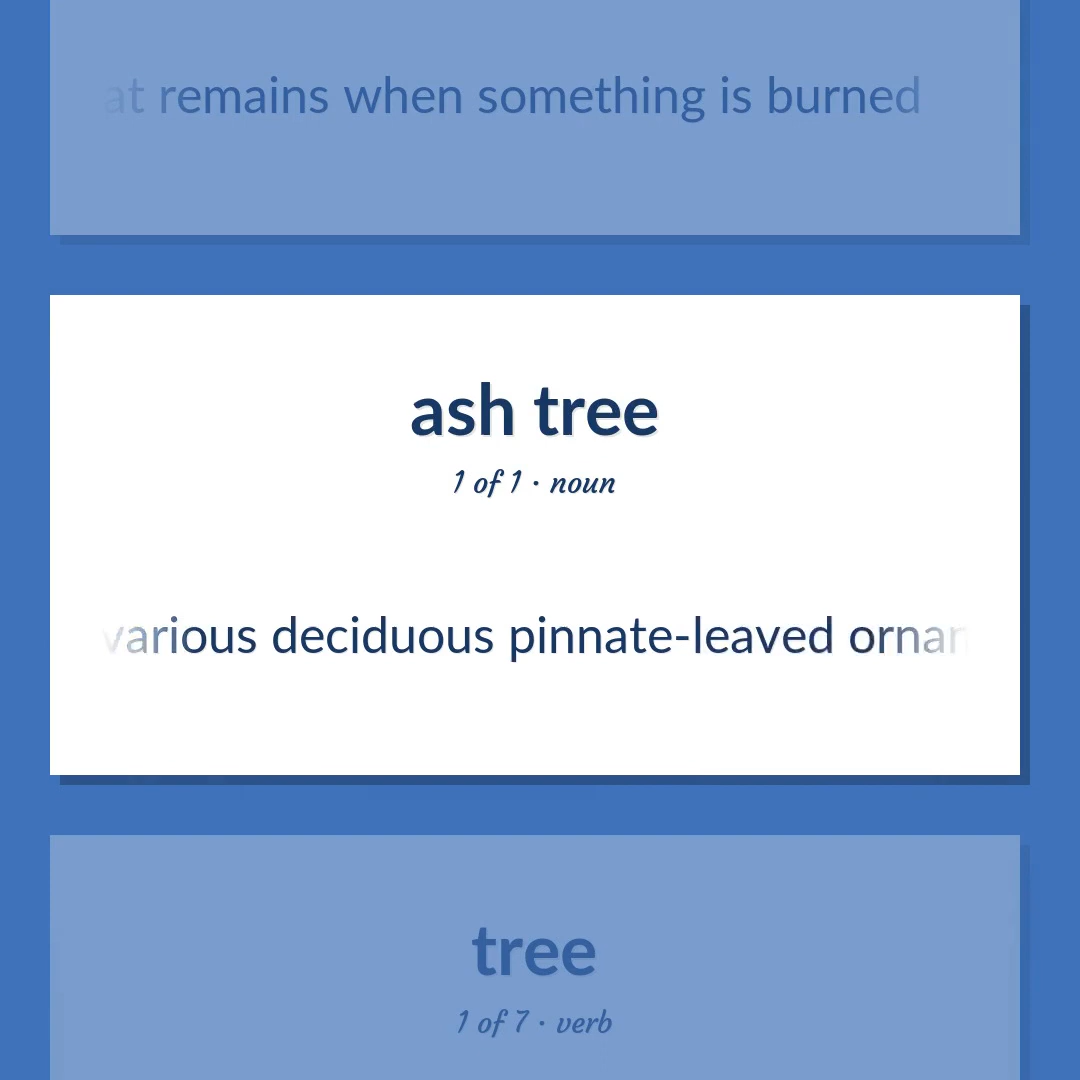 at remains when something is burned
ash tree
1 of 1 · noun
various deciduous pinnate-leaved ornan
tree
1 of 7 · verb